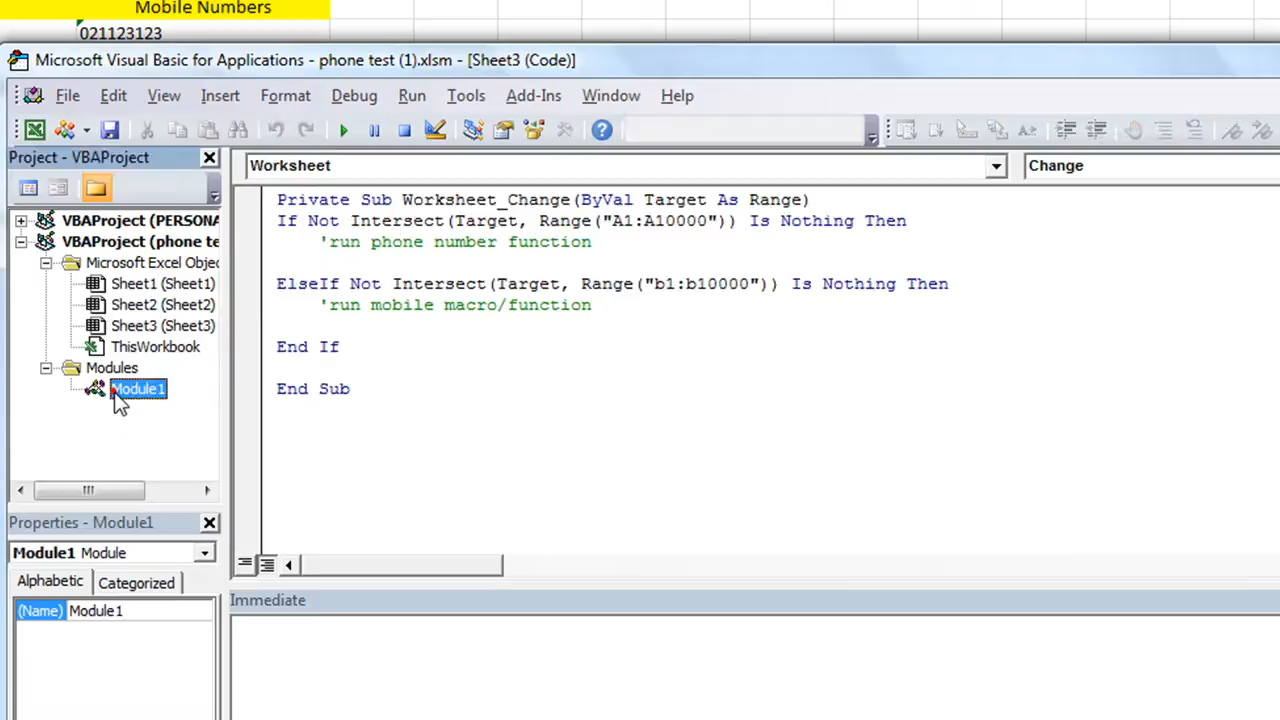 Mobile Numbers
021123123
Microsoft Visual Basic for Applications - phone test (1).xlsm - [Sheet3 (Code)]
File Edit View Insert Format Debug Run Tools Add-Ins Window Help
Project - VBAProject
Worksheet
Change
VBAProject (PERSONA
VBAProject (phone te
Microsoft Excel Objec
Sheet1 (Sheet1)
Sheet2 (Sheet2)
Sheet3 (Sheet3)
ThisWorkbook
Modules
Module1
Private Sub Worksheet_Change(ByVal Target As Range)
If Not Intersect(Target, Range("A1:A10000")) Is Nothing Then
'run phone number function
ElseIf Not Intersect(Target, Range("b1:b10000")) Is Nothing Then
'run mobile macro/function
End If
End Sub
Properties - Module1
Module1 Module
Alphabetic Categorized
(Name) Module1
Immediate